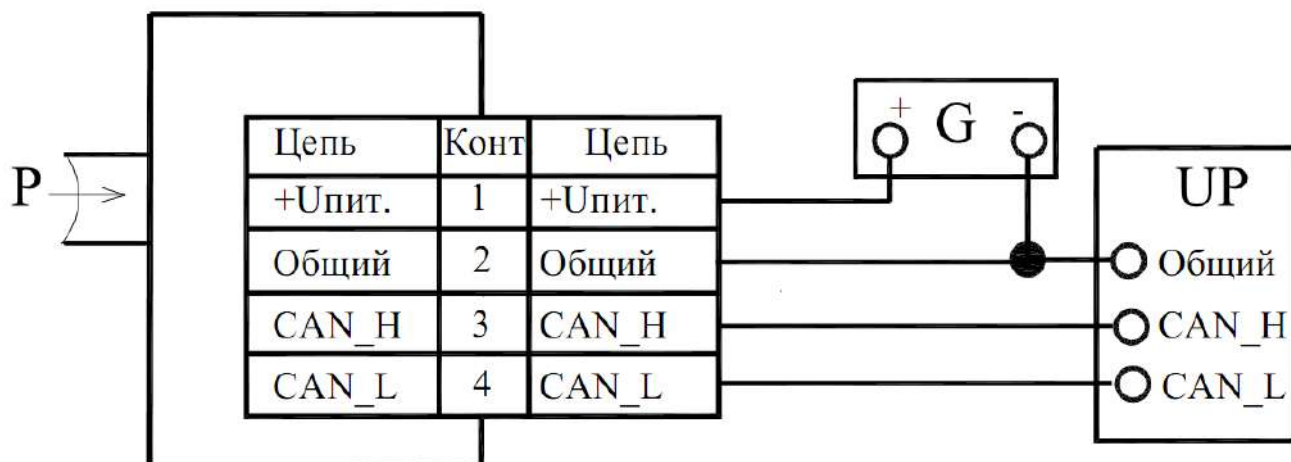 + G -
Цепь Конт Цепь
UP
P
+Uпит. 1 +Uпит.
Общий 2 Общий Общий
CAN_H 3 CAN_H CAN_H
CAN_L 4 CAN_L CAN_L